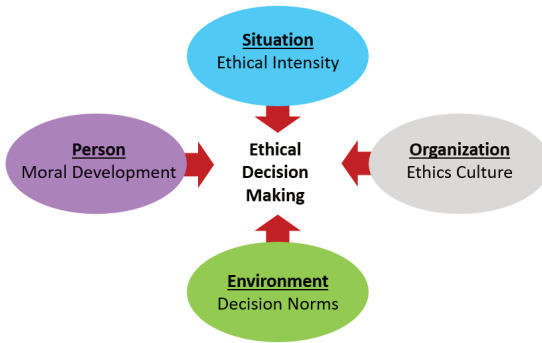 Situation
Ethical Intensity
Person
Moral Development
Ethical
Decision
Making
Organization
Ethics Culture
Environment
Decision Norms